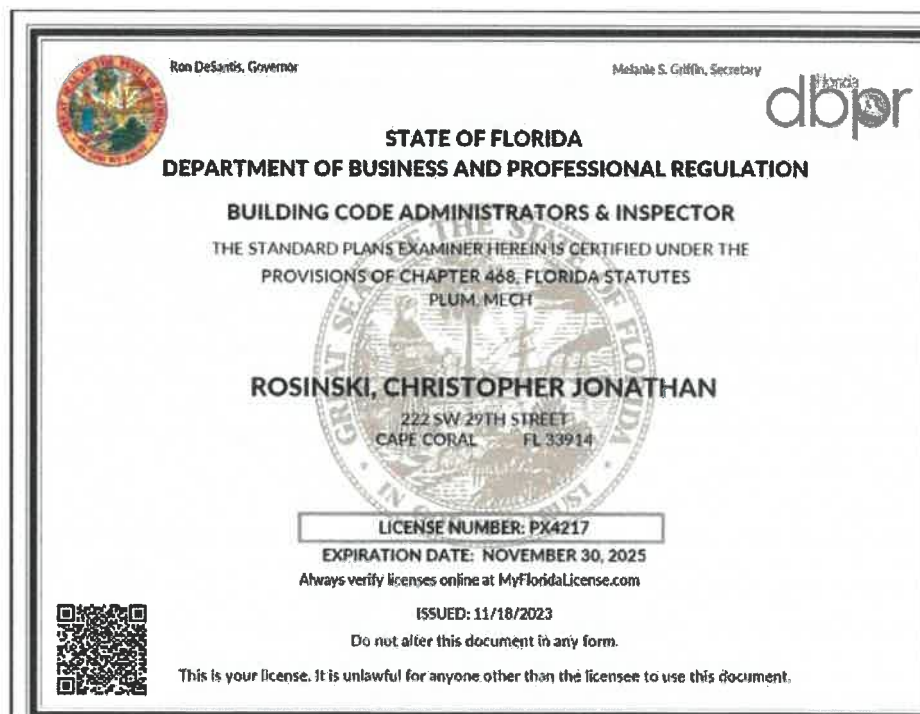 Ron DeSantis, Governor
Melanie S. Griffin, Secretary
Florida
dbpr
STATE OF FLORIDA
DEPARTMENT OF BUSINESS AND PROFESSIONAL REGULATION
BUILDING CODE ADMINISTRATORS & INSPECTOR
THE STANDARD PLANS EXAMINER HEREIN IS CERTIFIED UNDER THE
PROVISIONS OF CHAPTER 468, FLORIDA STATUTES
PLUM, MECH
ROSINSKI, CHRISTOPHER JONATHAN
222 SW 29TH STREET
CAPE CORAL FL 33914
LICENSE NUMBER: PX4217
EXPIRATION DATE: NOVEMBER 30, 2025
Always verify licenses online at MyFloridaLicense.com
ISSUED: 11/18/2023
Do not alter this document in any form.
This is your license. It is unlawful for anyone other than the licensee to use this document.